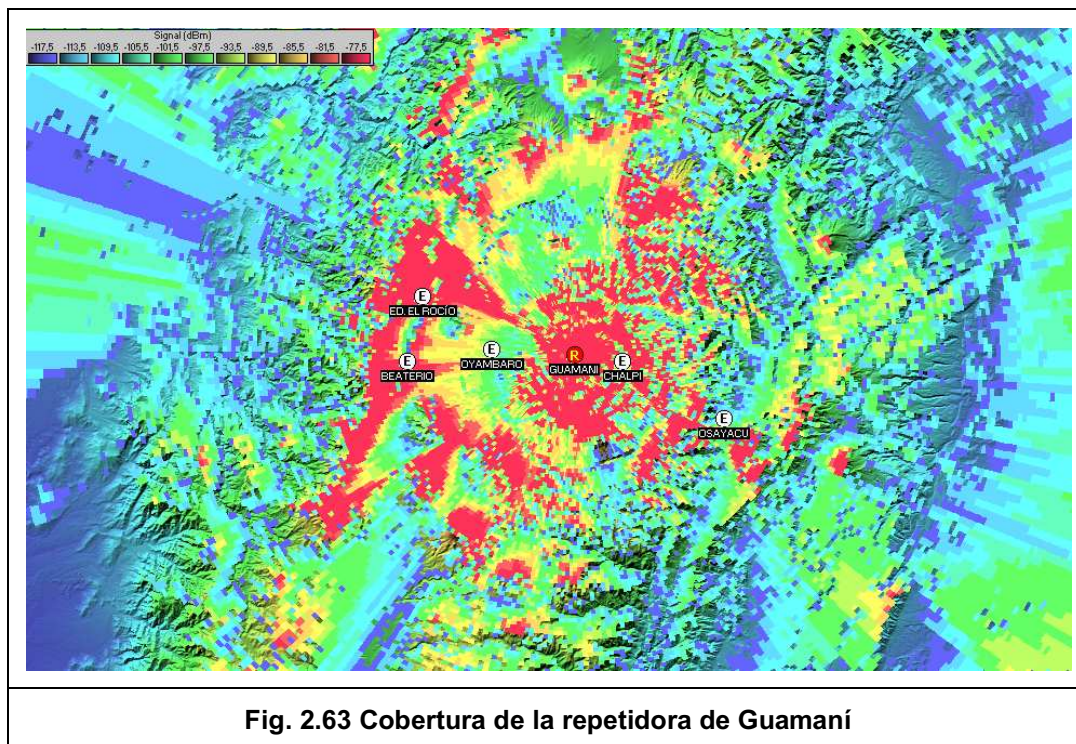 Signal (dBm)
-117,5 -113,5 -109,5 -105,5 -101,5 -97,5 -93,5 -89,5 -85,5 -81,5 -77,5
E
ED. EL ROCÍO
E
BEATERIO
E
OYAMBARO
R
GUAMANI
E
CHALPI
E
OSAYACU
Fig. 2.63 Cobertura de la repetidora de Guamaní